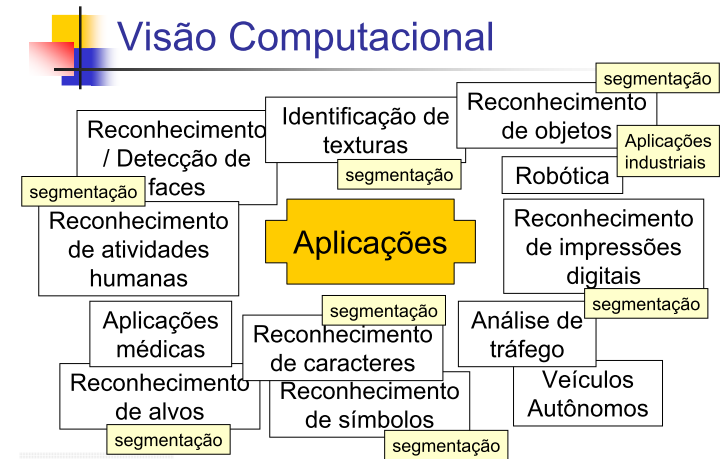 Visão Computacional
segmentação
Reconhecimento
de objetos
Identificação de
texturas
Reconhecimento
/ Detecção de
faces
Aplicações
industriais
segmentação
Robótica
segmentação
Reconhecimento
de atividades
humanas
Aplicações
Reconhecimento
de impressões
digitais
segmentação
segmentação
Aplicações
médicas
Reconhecimento
de caracteres
Análise de
tráfego
Reconhecimento
de alvos
Reconhecimento
de símbolos
Veículos
Autônomos
segmentação
segmentação